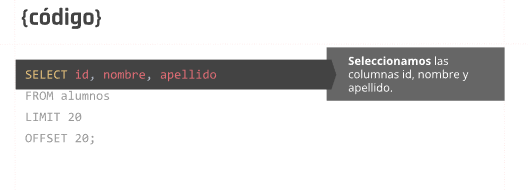 {código}
SELECT id, nombre, apellido
Seleccionamos las
columnas id, nombre y
apellido.
FROM alumnos
LIMIT 20
OFFSET 20;